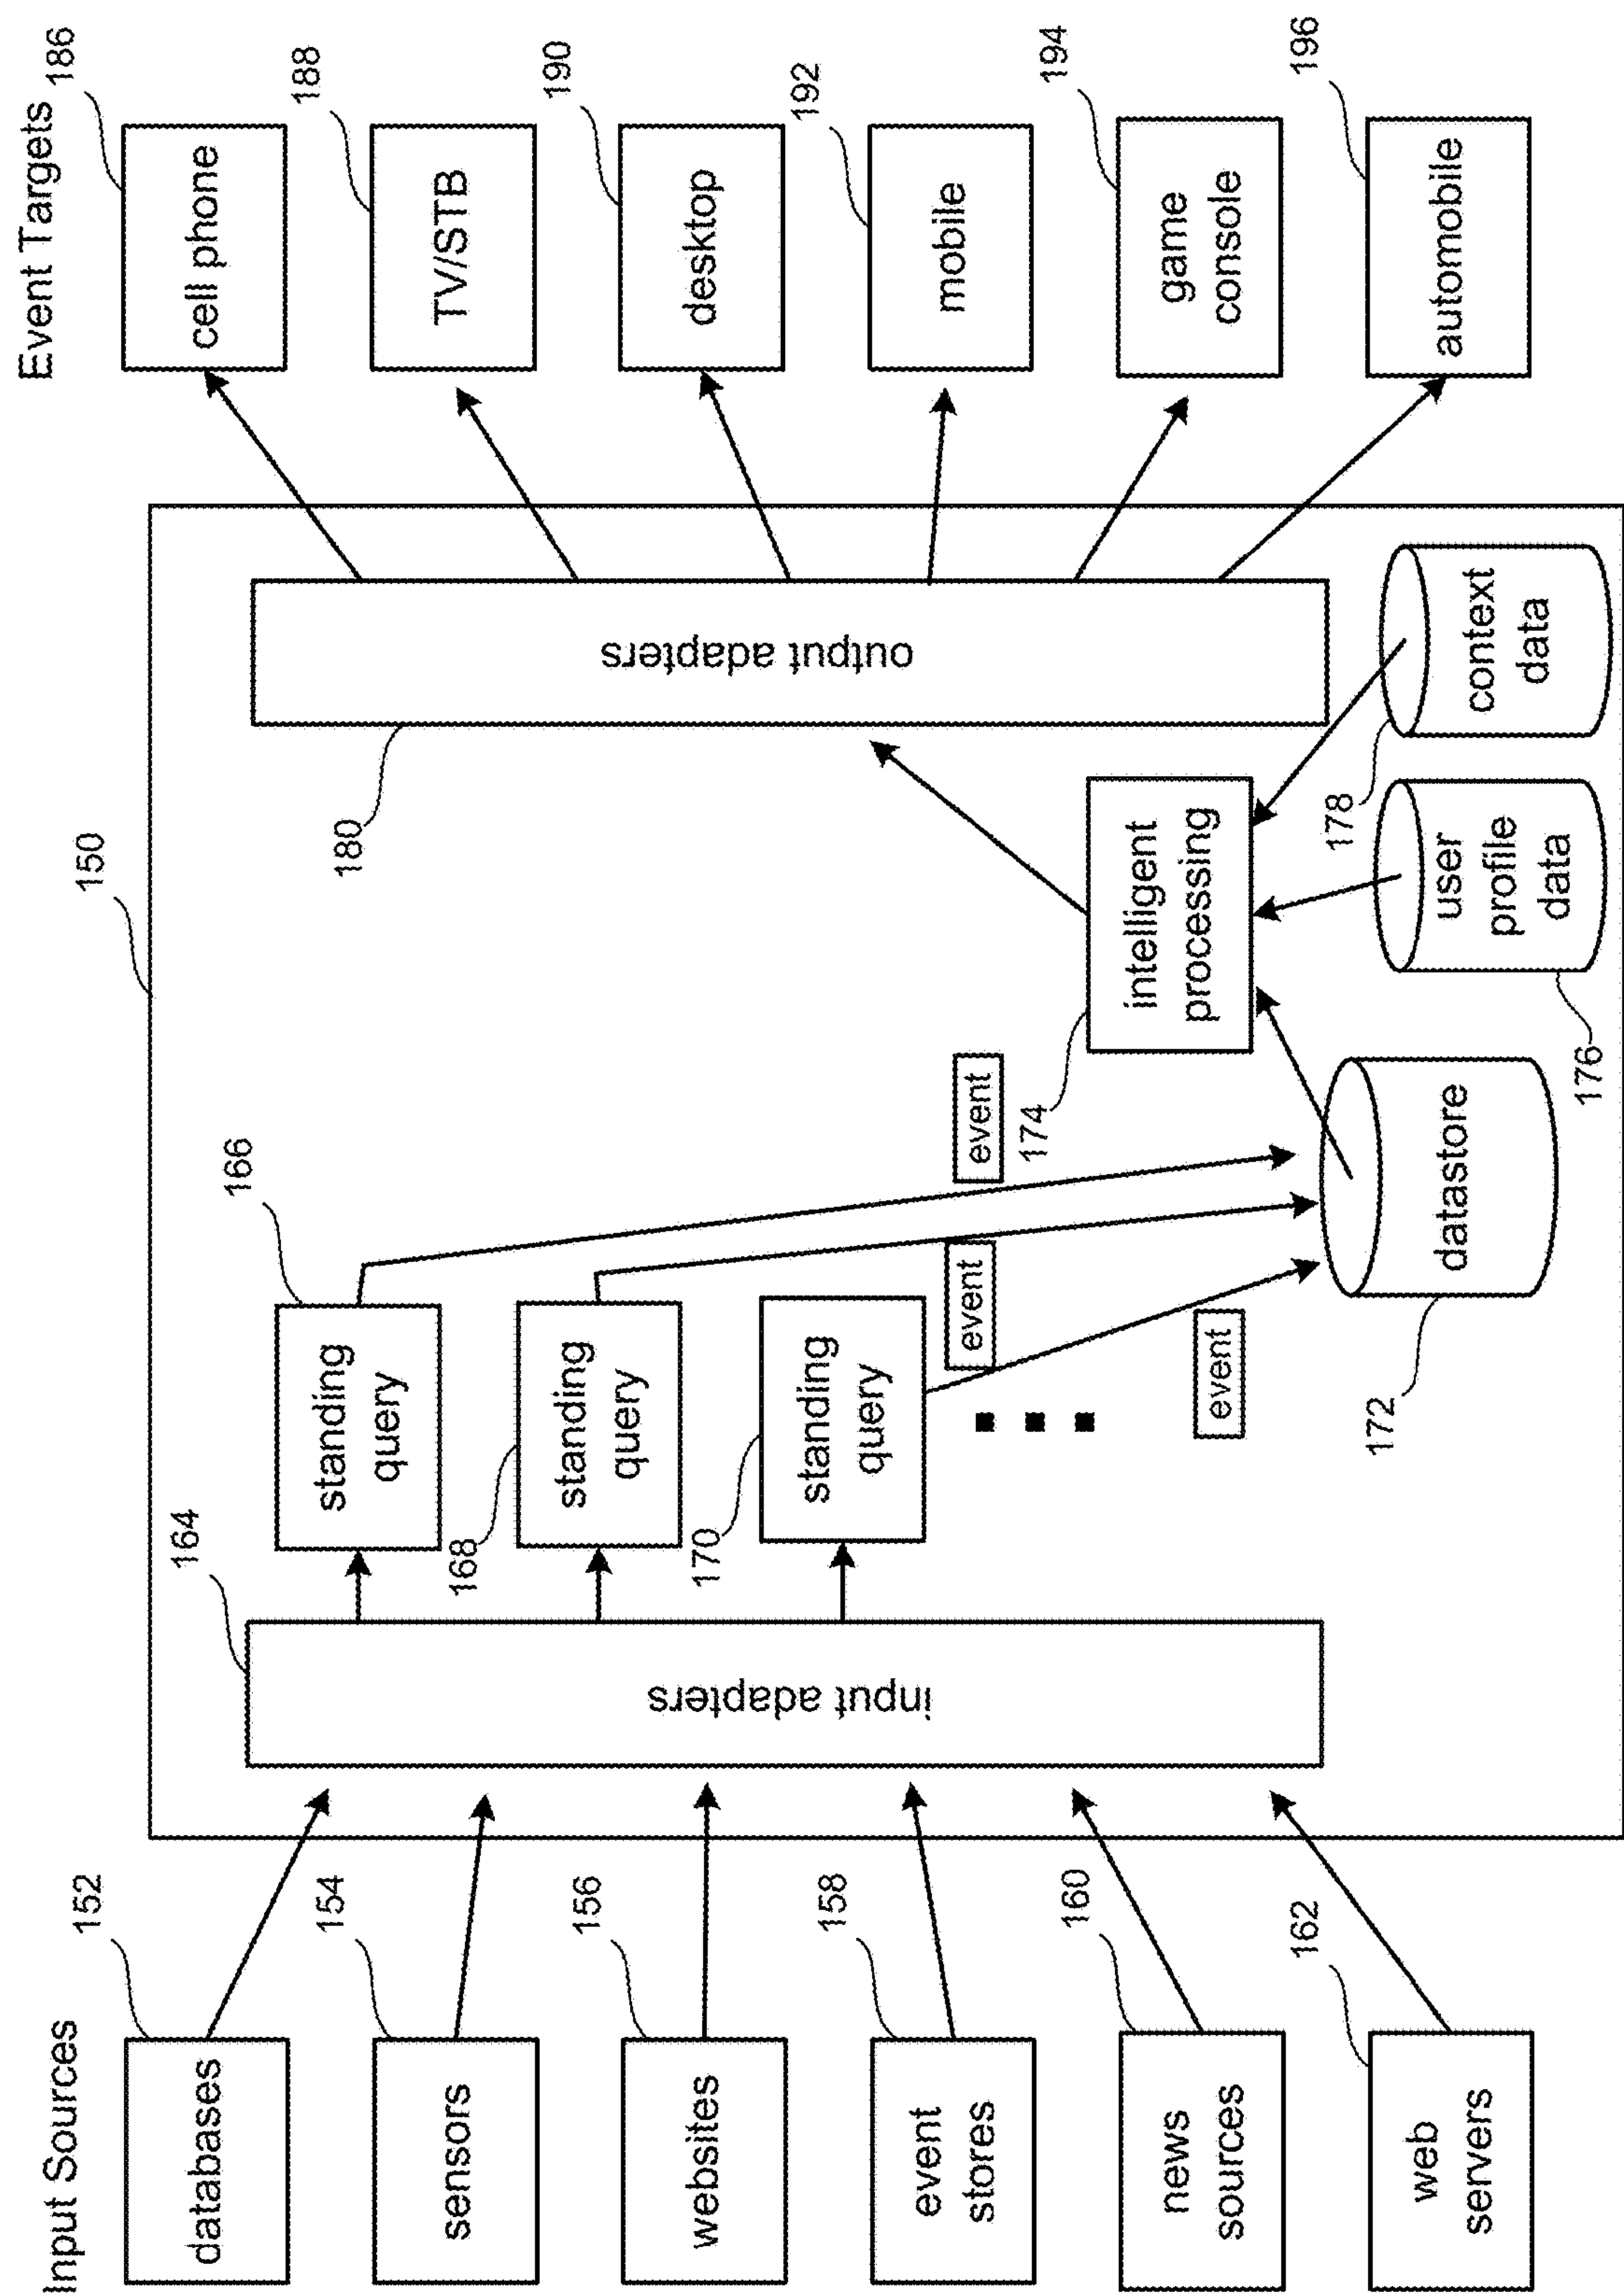 Input Sources
databases
152
sensors
154
websites
156
event
stores
158
news
sources
160
web
servers
162
150
input adapters
164
standing
query
166
standing
query
168
standing
query
170
event
event
event
datastore
172
intelligent
processing
174
user
profile
data
176
context
data
178
output adapters
180
Event Targets
cell phone
186
TV/STB
188
desktop
190
mobile
192
game
console
194
automobile
196